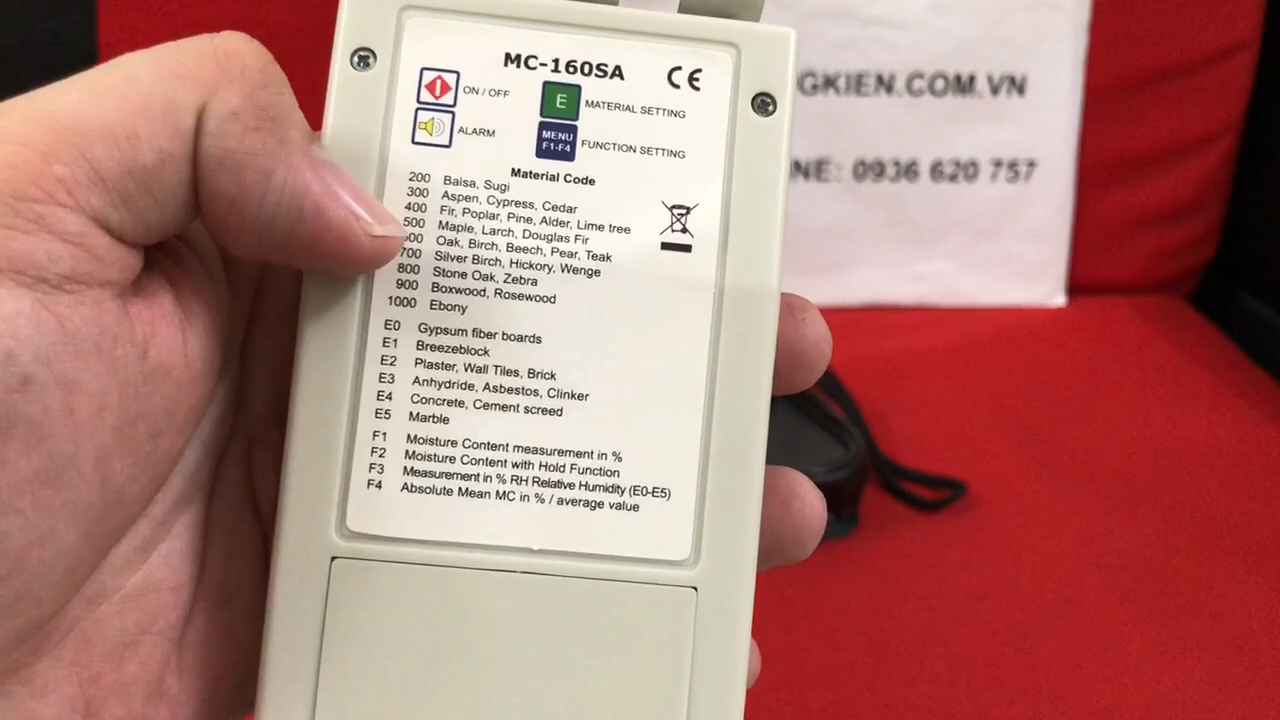 MC-160SA
CE
ON / OFF
E MATERIAL SETTING
ALARM
MENU
F1-F4 FUNCTION SETTING
Material Code
200 Balsa, Sugi
300 Aspen, Cypress, Cedar
400 Fir, Poplar, Pine, Alder, Lime tree
500 Maple, Larch, Douglas Fir
Oak, Birch, Beech, Pear, Teak
700 Silver Birch, Hickory, Wenge
800 Stone Oak, Zebra
900 Boxwood, Rosewood
1000 Ebony
E0 Gypsum fiber boards
E1 Breezeblock
E2 Plaster, Wall Tiles, Brick
E3 Anhydride, Asbestos, Clinker
E4 Concrete, Cement screed
E5 Marble
F1 Moisture Content measurement in %
F2 Moisture Content with Hold Function
F3 Measurement in % RH Relative Humidity (E0-E5)
F4 Absolute Mean MC in % / average value
GKIEN.COM.VN
NE: 0936 620 757